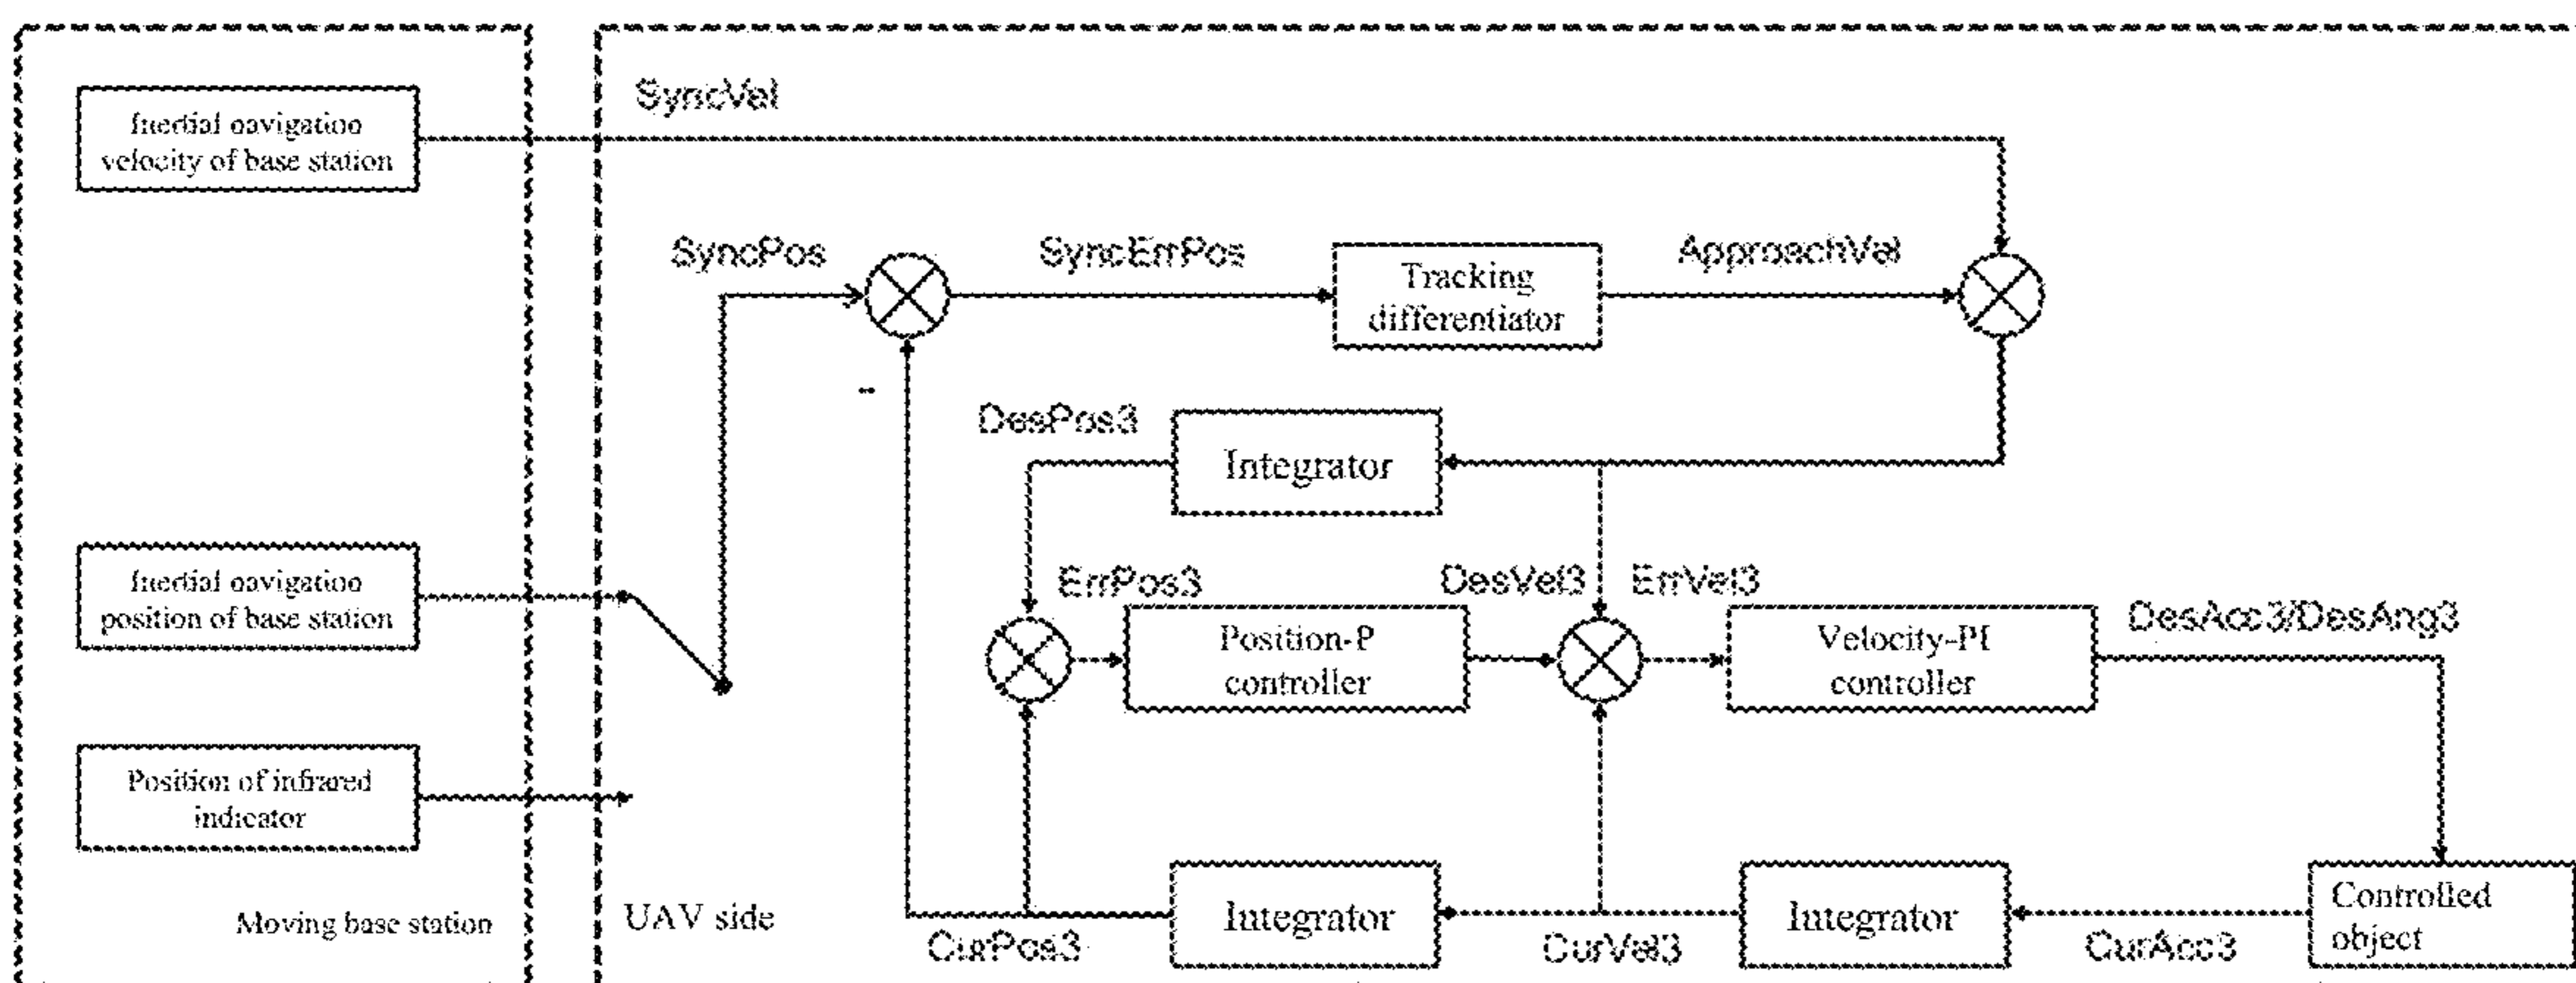 SyncVel
Inertial navigation
velocity of base station
SyncPos
SyncErrPos
Tracking
differentiator
ApproachVel
DesPos3
Integrator
Inertial navigation
position of base station
ErrPos3
Position-P
controller
DesVel3
ErrVel3
Velocity-PI
controller
DesAcc3/DesAng3
Position of infrared
indicator
Moving base station
UAV side
CurPos3
Integrator
CurVel3
Integrator
CurAcc3
Controlled
object